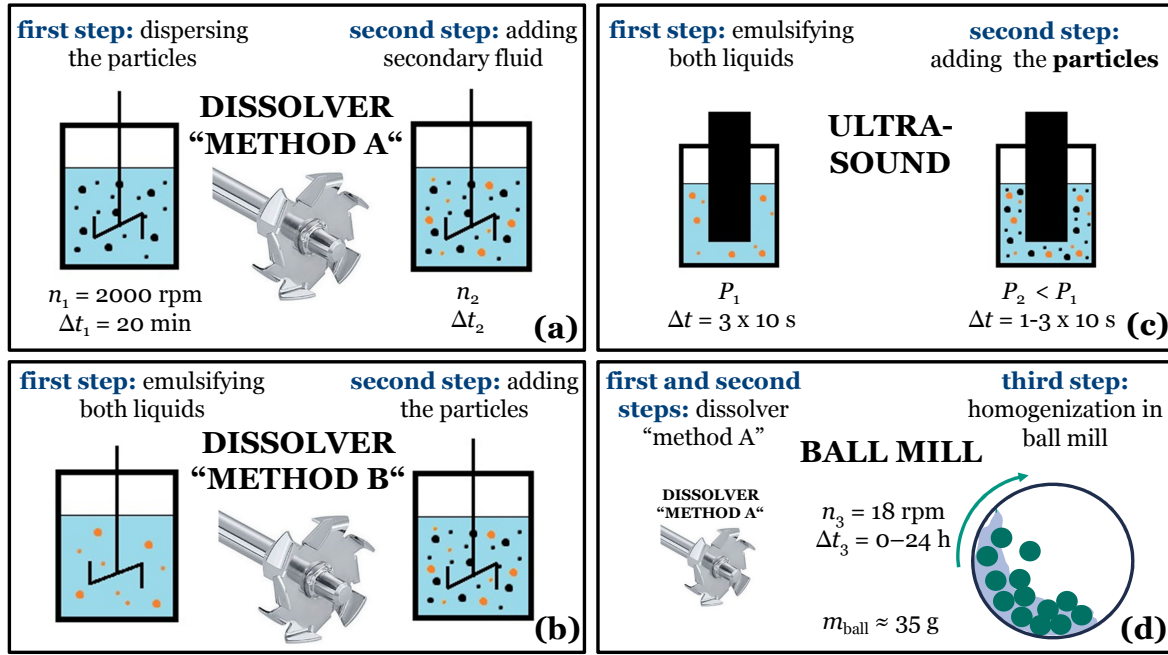 first step: dispersing
the particles
second step: adding
secondary fluid
DISSOLVER
“METHOD A“
n₁ = 2000 rpm
Δt₁ = 20 min
n₂
Δt₂
(a)
first step: emulsifying
both liquids
second step:
adding the particles
ULTRA-
SOUND
P₁
Δt = 3 x 10 s
P₂ < P₁
Δt = 1-3 x 10 s
(c)
first step: emulsifying
both liquids
second step: adding
the particles
DISSOLVER
“METHOD B“
(b)
first and second
steps: dissolver
“method A”
third step:
homogenization in
ball mill
BALL MILL
DISSOLVER
“METHOD A“
n₃ = 18 rpm
Δt₃ = 0–24 h
m_ball ≈ 35 g
(d)